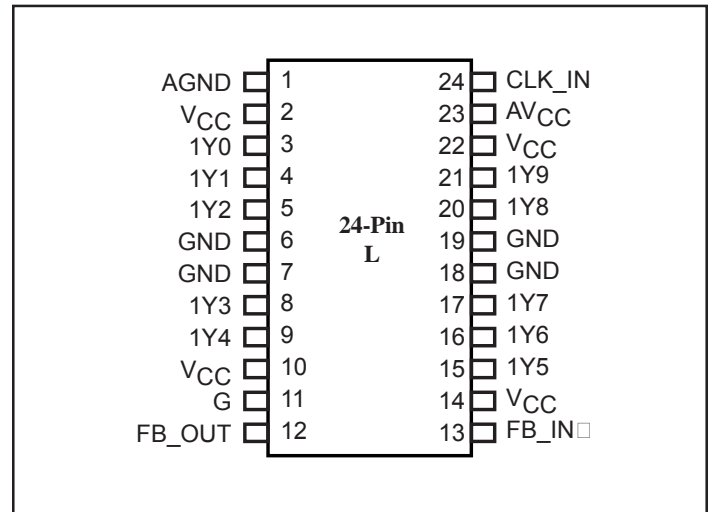 AGND 1 24 CLK_IN
VCC 2 23 AVCC
1Y0 3 22 VCC
1Y1 4 21 1Y9
1Y2 5 20 1Y8
GND 6 24-Pin 19 GND
GND 7 L 18 GND
1Y3 8 17 1Y7
1Y4 9 16 1Y6
VCC 10 15 1Y5
G 11 14 VCC
FB_OUT 12 13 FB_IN□